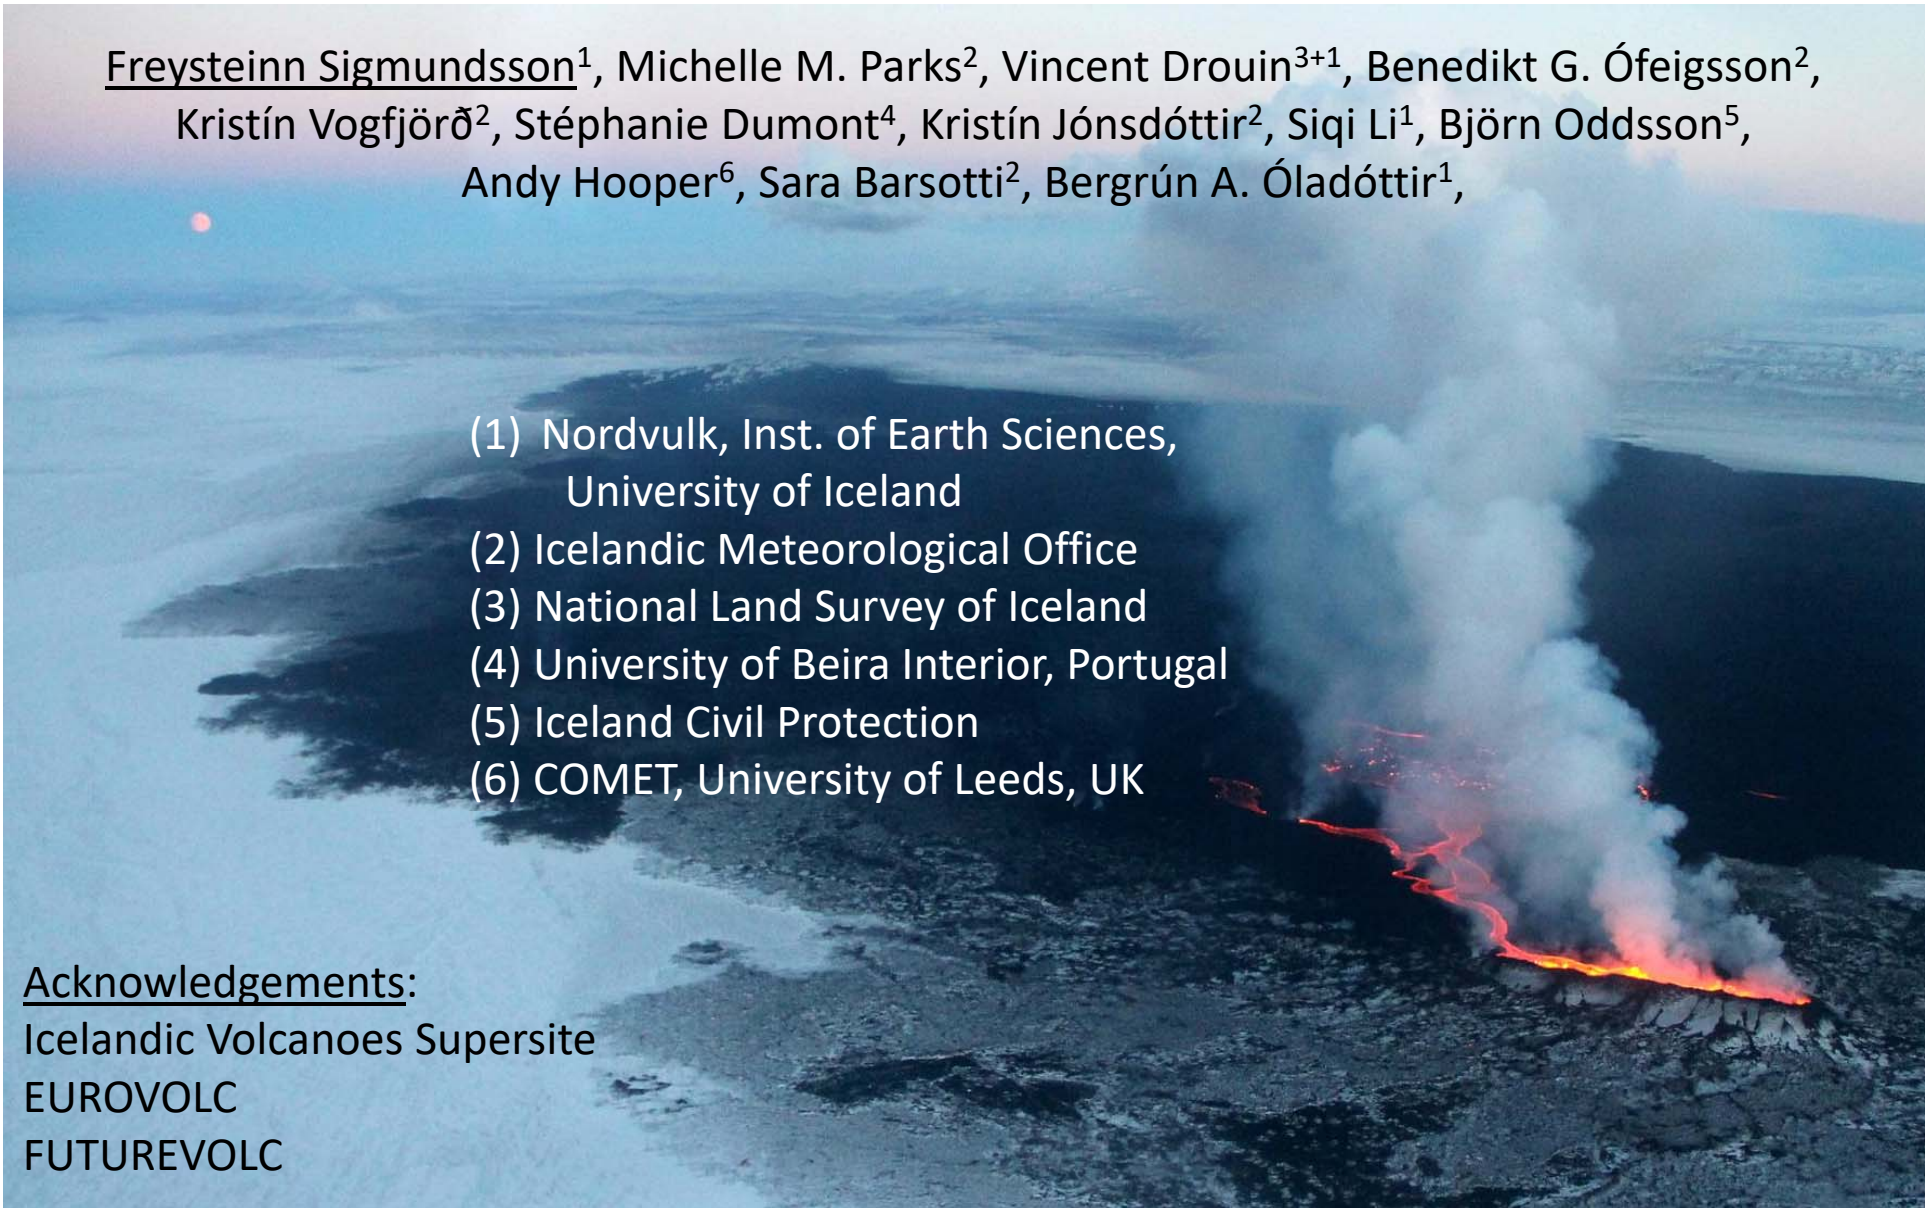 Freysteinn Sigmundsson¹, Michelle M. Parks², Vincent Drouin³⁺¹, Benedikt G. Ófeigsson²,
Kristín Vogfjörð², Stéphanie Dumont⁴, Kristín Jónsdóttir², Siqi Li¹, Björn Oddsson⁵,
Andy Hooper⁶, Sara Barsotti², Bergrún A. Óladóttir¹,
(1) Nordvulk, Inst. of Earth Sciences,
University of Iceland
(2) Icelandic Meteorological Office
(3) National Land Survey of Iceland
(4) University of Beira Interior, Portugal
(5) Iceland Civil Protection
(6) COMET, University of Leeds, UK
Acknowledgements:
Icelandic Volcanoes Supersite
EUROVOLC
FUTUREVOLC